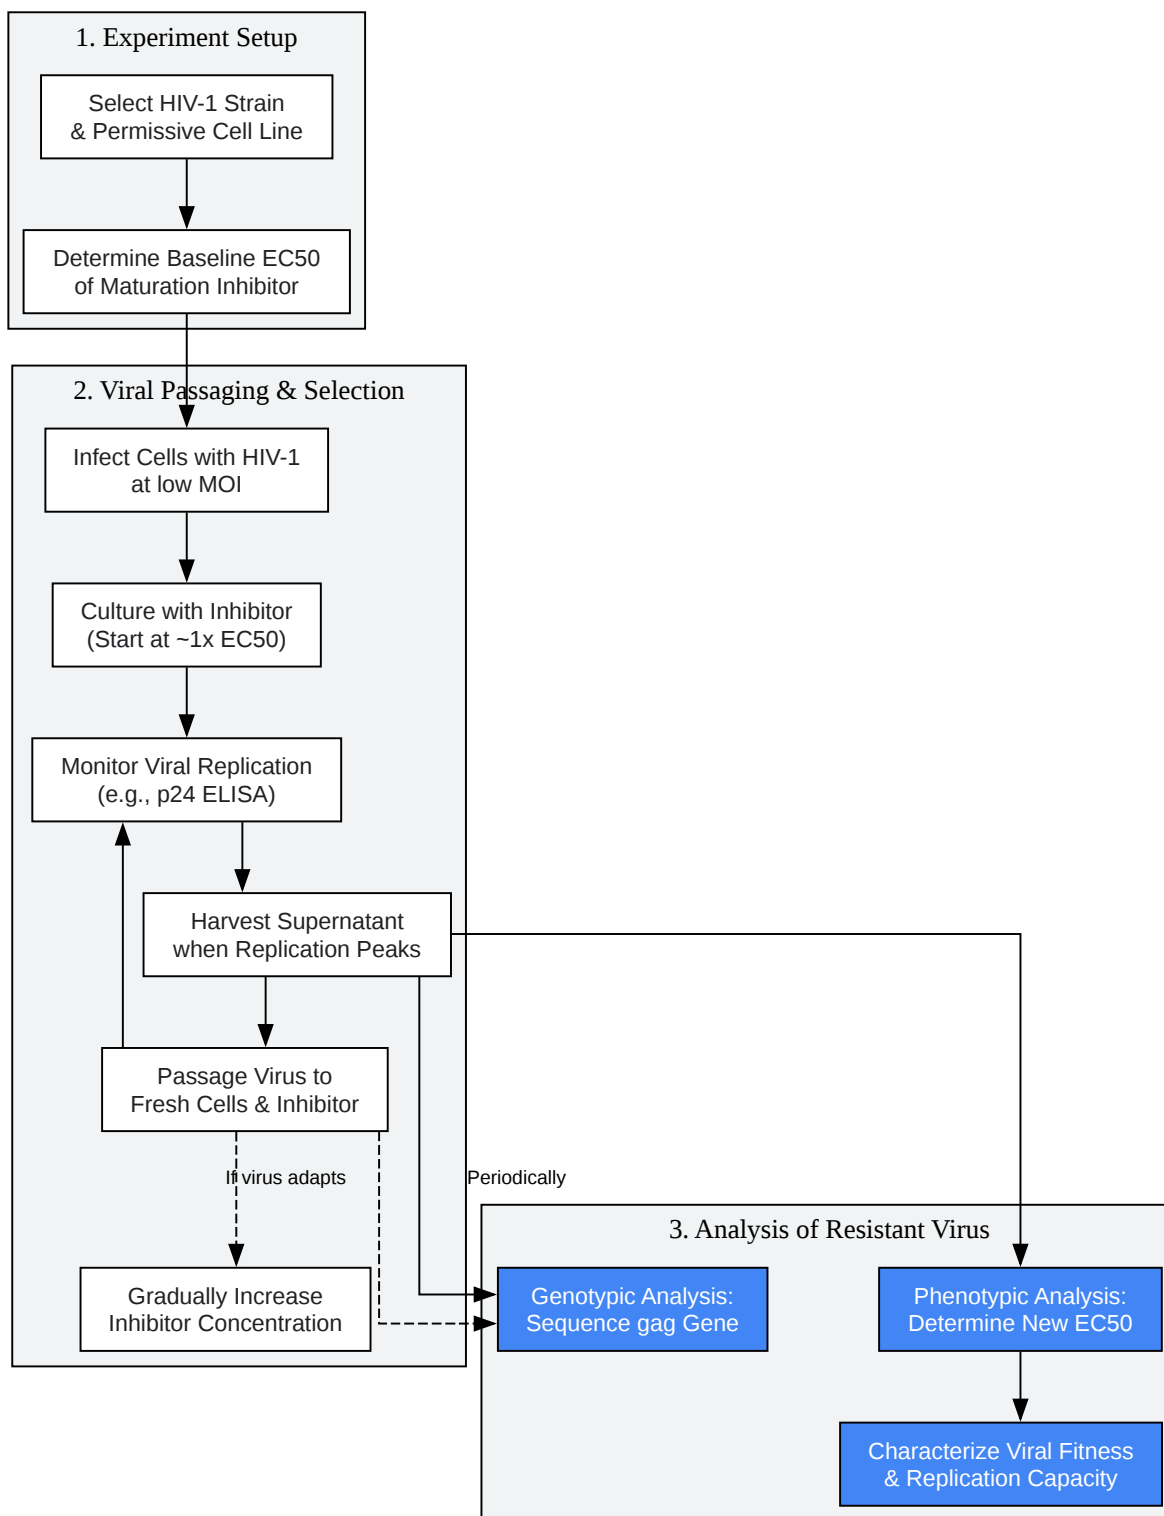 1. Experiment Setup
Select HIV-1 Strain
& Permissive Cell Line
Determine Baseline EC50
of Maturation Inhibitor
2. Viral Passaging & Selection
Infect Cells with HIV-1
at low MOI
Culture with Inhibitor
(Start at ~1x EC50)
Monitor Viral Replication
(e.g., p24 ELISA)
Harvest Supernatant
when Replication Peaks
Passage Virus to
Fresh Cells & Inhibitor
If virus adapts
Periodically
Gradually Increase
Inhibitor Concentration
3. Analysis of Resistant Virus
Genotypic Analysis:
Sequence gag Gene
Phenotypic Analysis:
Determine New EC50
Characterize Viral Fitness
& Replication Capacity